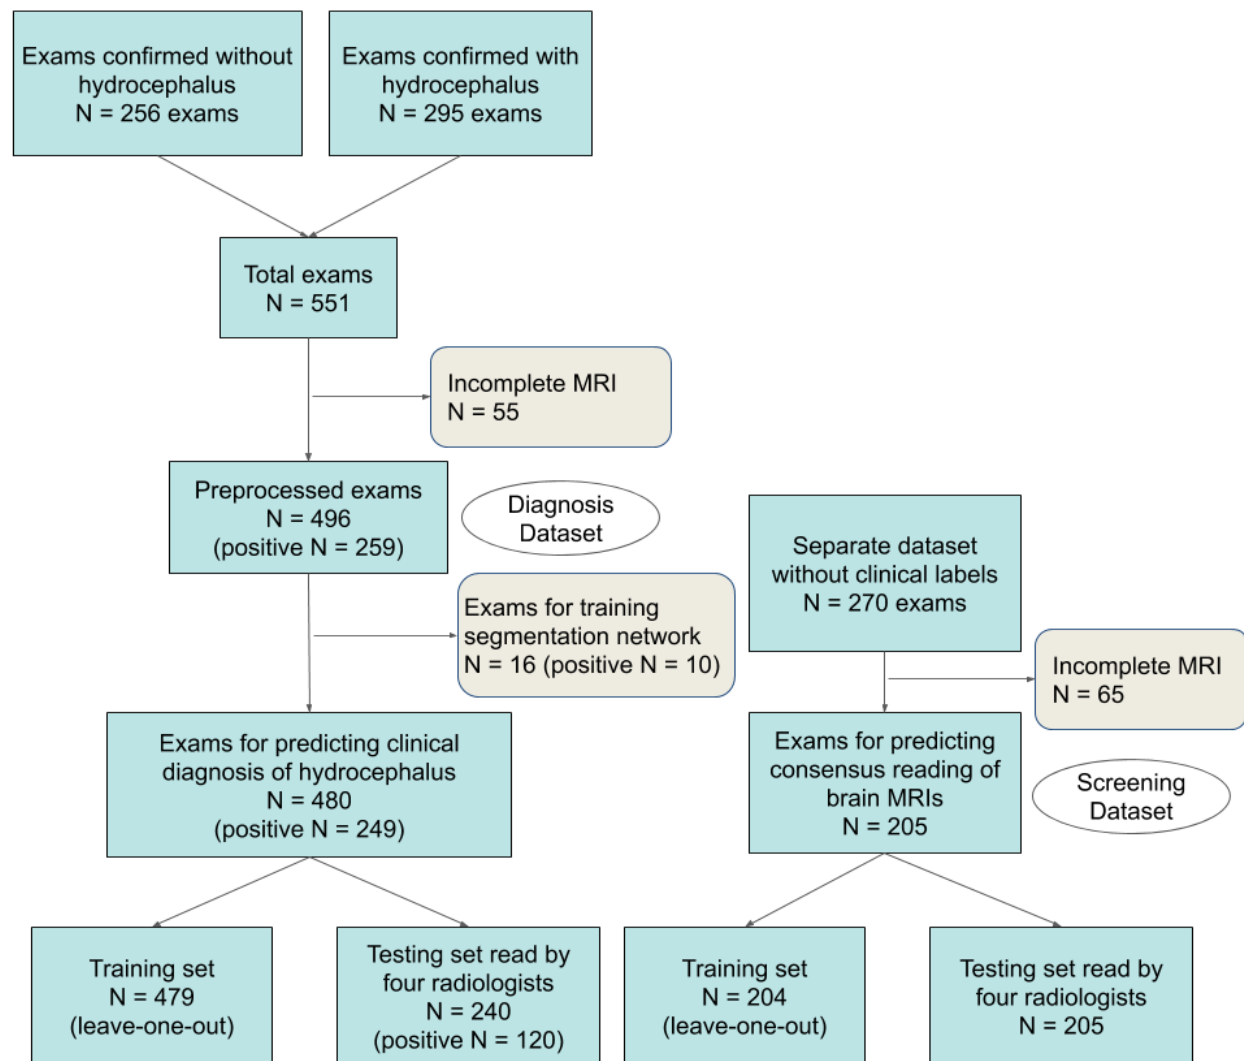 Exams confirmed without
hydrocephalus
N = 256 exams
Exams confirmed with
hydrocephalus
N = 295 exams
Total exams
N = 551
Incomplete MRI
N = 55
Preprocessed exams
N = 496
(positive N = 259)
Diagnosis
Dataset
Exams for training
segmentation network
N = 16 (positive N = 10)
Exams for predicting clinical
diagnosis of hydrocephalus
N = 480
(positive N = 249)
Training set
N = 479
(leave-one-out)
Testing set read by
four radiologists
N = 240
(positive N = 120)
Separate dataset
without clinical labels
N = 270 exams
Incomplete MRI
N = 65
Exams for predicting
consensus reading of
brain MRIs
N = 205
Screening
Dataset
Training set
N = 204
(leave-one-out)
Testing set read by
four radiologists
N = 205